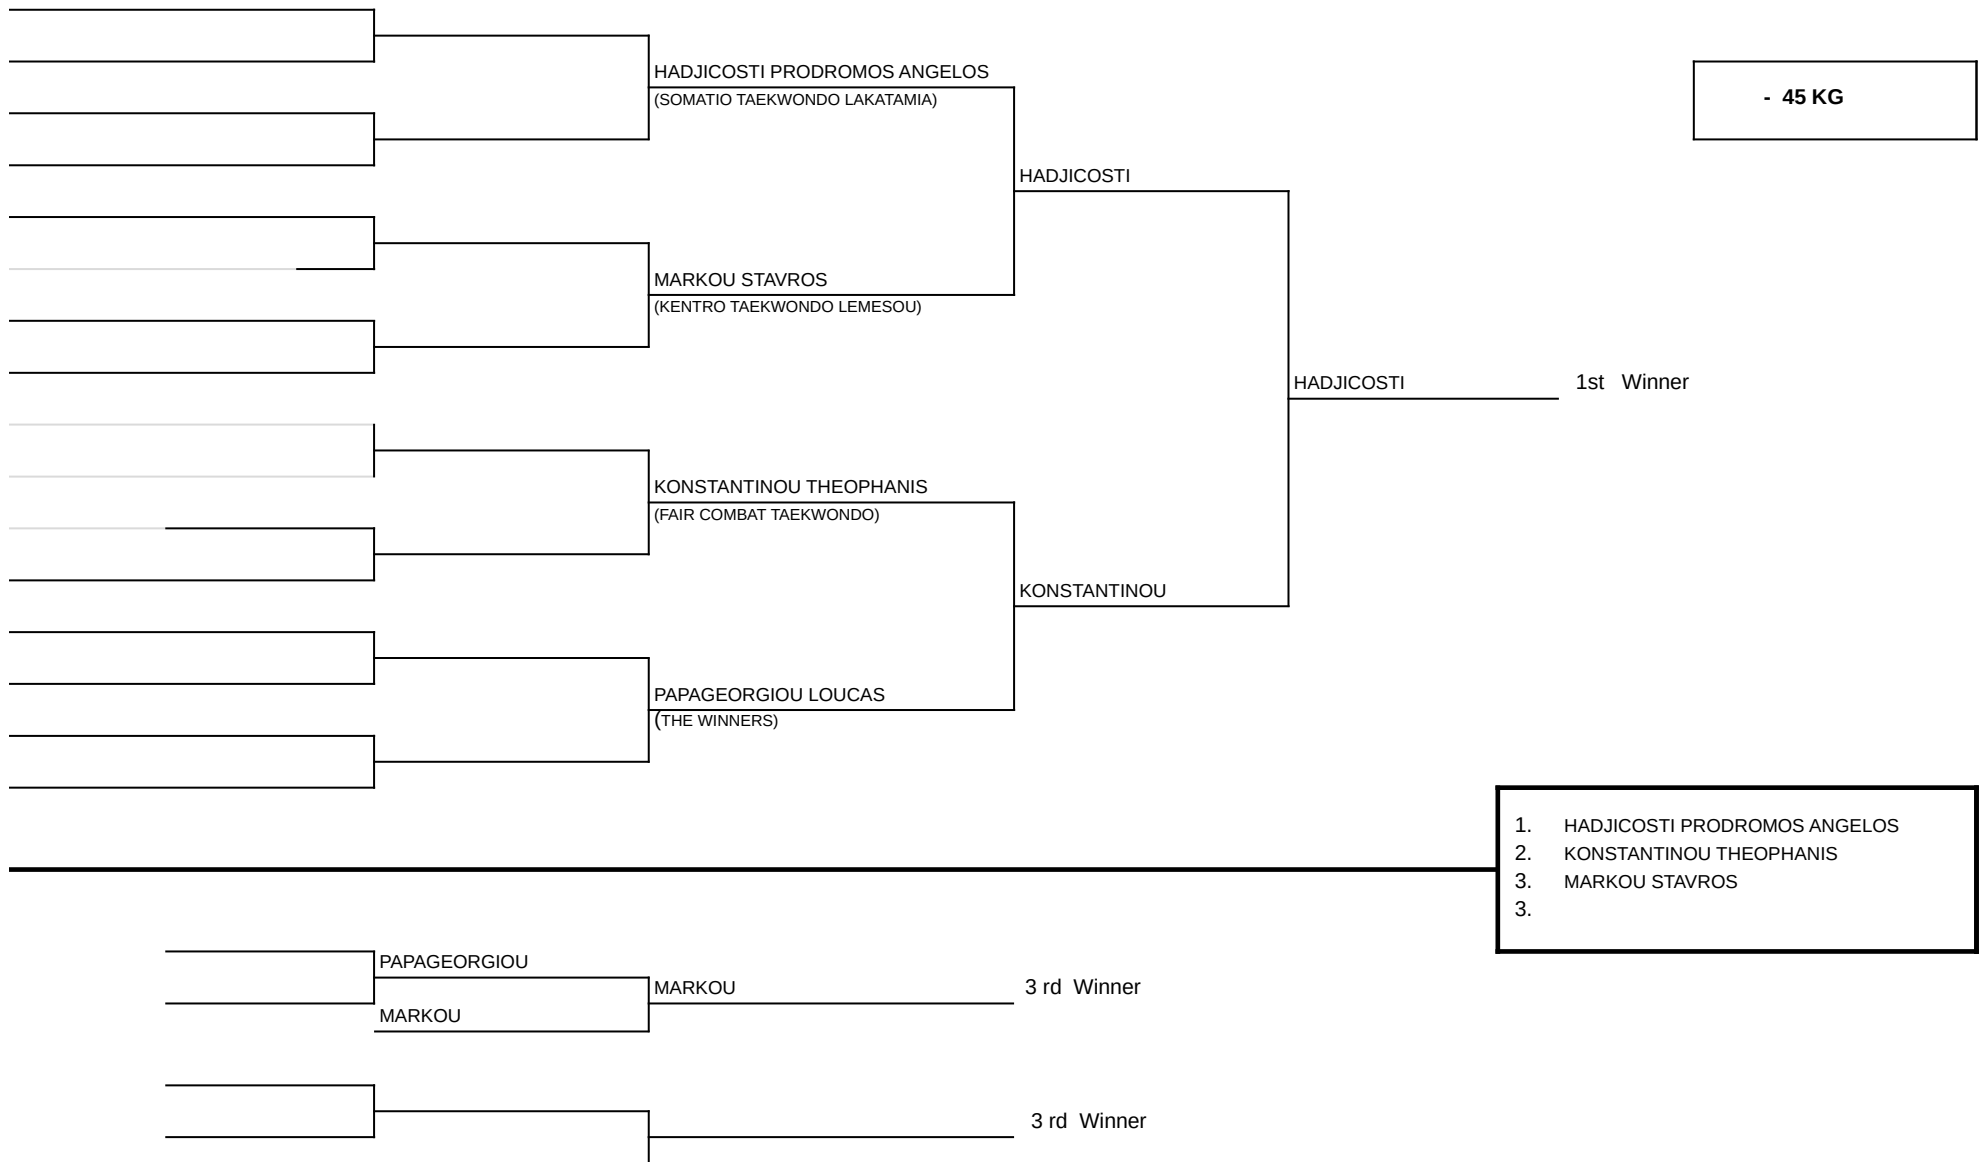 HADJICOSTI PRODROMOS ANGELOS
(SOMATIO TAEKWONDO LAKATAMIA)
- 45 KG
HADJICOSTI
MARKOU STAVROS
(KENTRO TAEKWONDO LEMESOU)
HADJICOSTI
1st Winner
KONSTANTINOU THEOPHANIS
(FAIR COMBAT TAEKWONDO)
KONSTANTINOU
PAPAGEORGIOU LOUCAS
(THE WINNERS)
1. HADJICOSTI PRODROMOS ANGELOS
2. KONSTANTINOU THEOPHANIS
3. MARKOU STAVROS
3.
PAPAGEORGIOU
MARKOU
3 rd Winner
MARKOU
3 rd Winner